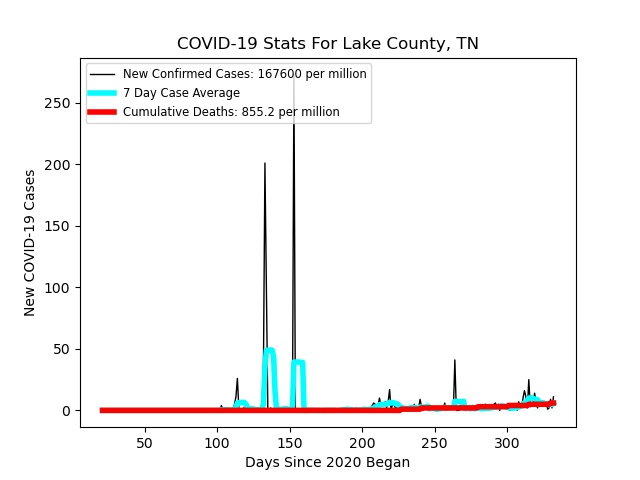 COVID-19 Stats For Lake County, TN
New Confirmed Cases: 167600 per million
7 Day Case Average
Cumulative Deaths: 855.2 per million
New COVID-19 Cases
250
200
150
100
50
0
50 100 150 200 250 300
Days Since 2020 Began